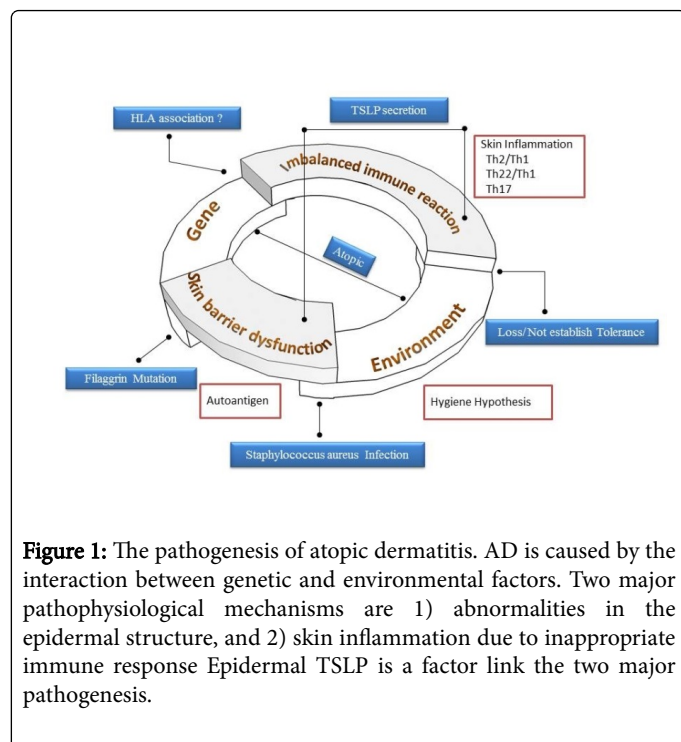 TSLP secretion
HLA association ?
Skin Inflammation
Th2/Th1
Th22/Th1
Th17
Imbalanced immune reaction
Gene
Atopic
Skin barrier dysfunction
Environment
Loss/Not establish Tolerance
Filaggrin Mutation
Autoantigen
Hygiene Hypothesis
Staphylococcus aureus Infection
Figure 1: The pathogenesis of atopic dermatitis. AD is caused by the
interaction between genetic and environmental factors. Two major
pathophysiological mechanisms are 1) abnormalities in the
epidermal structure, and 2) skin inflammation due to inappropriate
immune response Epidermal TSLP is a factor link the two major
pathogenesis.